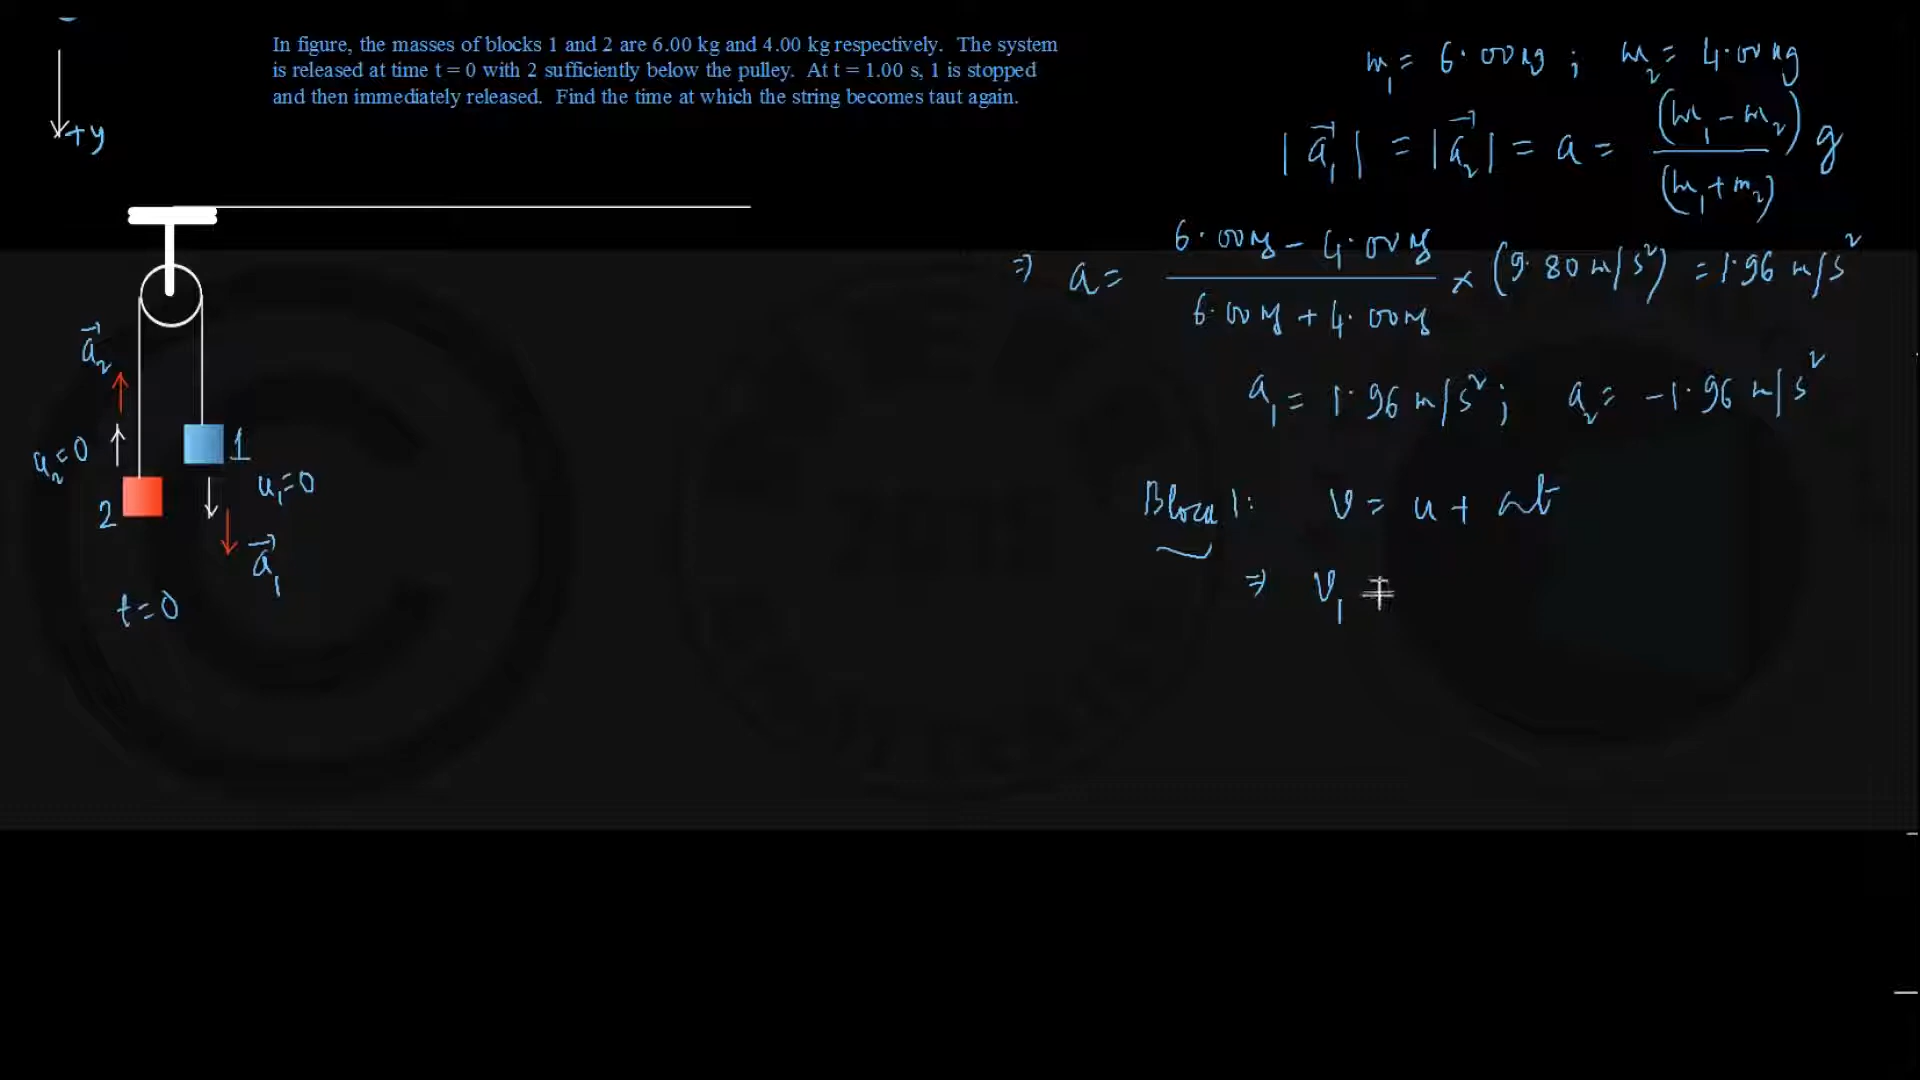 In figure, the masses of blocks 1 and 2 are 6.00 kg and 4.00 kg respectively. The system
is released at time t = 0 with 2 sufficiently below the pulley. At t = 1.00 s, 1 is stopped
and then immediately released. Find the time at which the string becomes taut again.
+y
m₁ = 6.00 kg ; m₂ = 4.00 kg
|a⃗₁| = |a⃗₂| = a = (m₁ - m₂)/(m₁ + m₂) g
⇒ a = (6.00 kg - 4.00 kg)/(6.00 kg + 4.00 kg) × (9.80 m/s²) = 1.96 m/s²
a₁ = 1.96 m/s² ; a₂ = -1.96 m/s²
Block 1: v = u + at
⇒ v₁ =
a⃗₂
u₂=0
1
u₁=0
2
a⃗₁
t=0